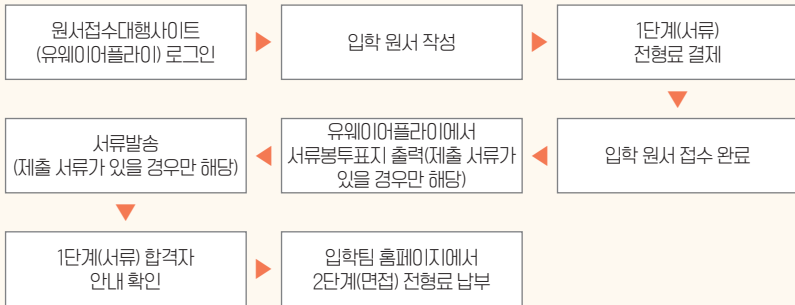 원서접수대행사이트
(유웨이어플라이) 로그인
입학 원서 작성
1단계(서류)
전형료 결제
입학 원서 접수 완료
유웨이어플라이에서
서류봉투표지 출력(제출 서류가
있을 경우만 해당)
서류발송
(제출 서류가 있을 경우만 해당)
1단계(서류) 합격자
안내 확인
입학팀 홈페이지에서
2단계(면접) 전형료 납부